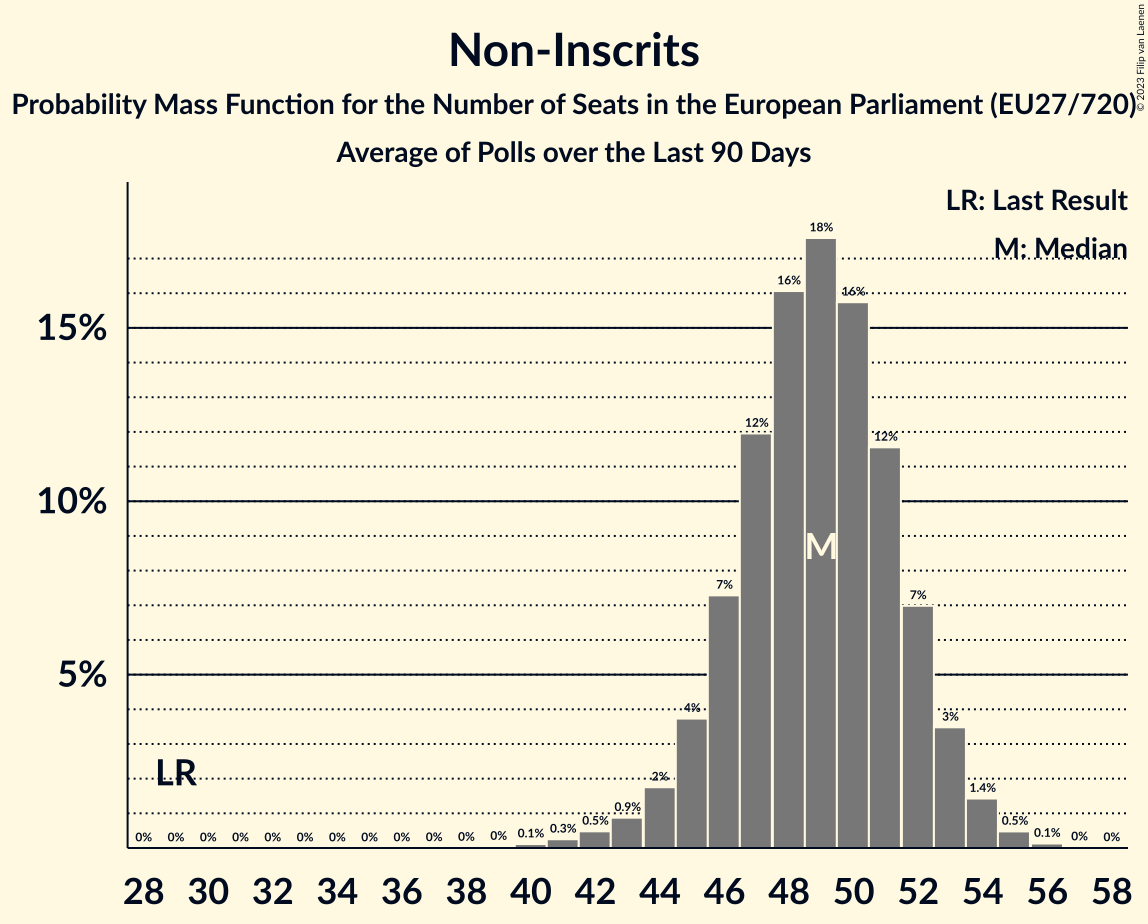 Non-Inscrits
Probability Mass Function for the Number of Seats in the European Parliament (EU27/720)
Average of Polls over the Last 90 Days
© 2023 Filip van Laenen
LR: Last Result
M: Median
18%
16%
16%
15%
12%
12%
10%
M
7%
7%
5%
4%
3%
LR
2%
1.4%
0.9%
0.5%
0.5%
0.3%
0.1%
0.1%
0% 0% 0% 0% 0% 0% 0% 0% 0% 0% 0% 0% 0% 0%
28 30 32 34 36 38 40 42 44 46 48 50 52 54 56 58